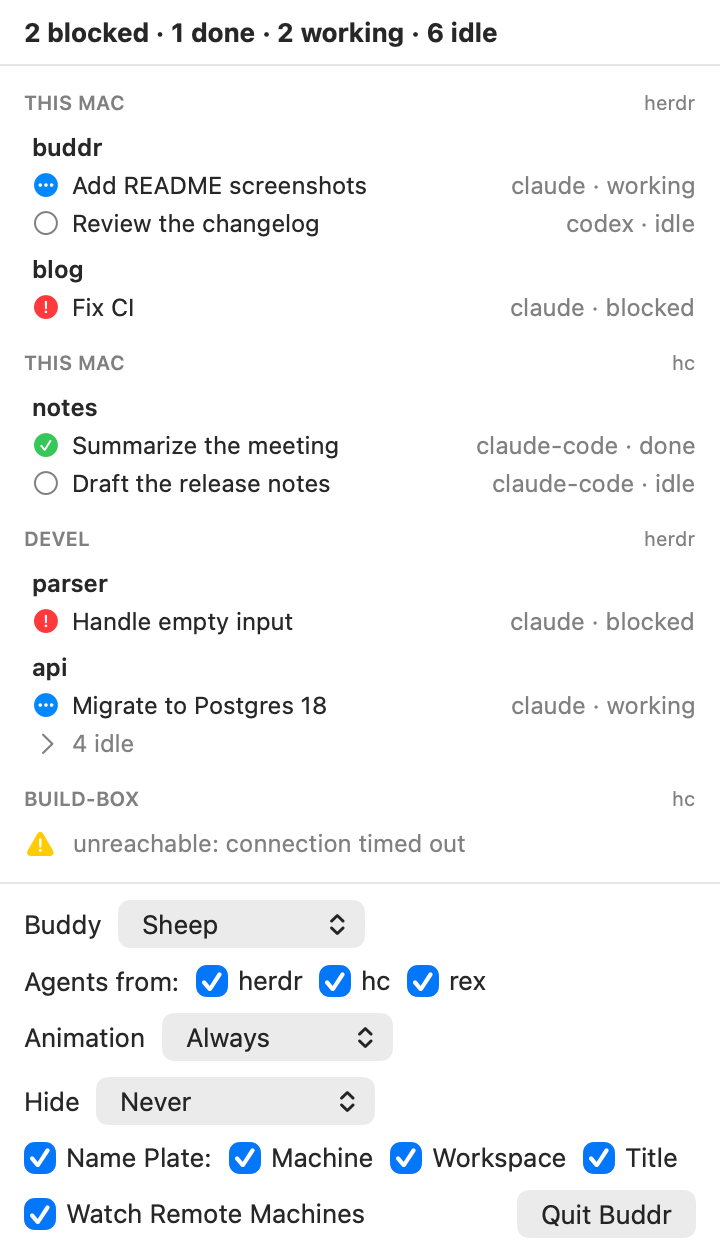 2 blocked · 1 done · 2 working · 6 idle
THIS MAC herdr
buddr
Add README screenshots claude · working
Review the changelog codex · idle
blog
Fix CI claude · blocked
THIS MAC hc
notes
Summarize the meeting claude-code · done
Draft the release notes claude-code · idle
DEVEL herdr
parser
Handle empty input claude · blocked
api
Migrate to Postgres 18 claude · working
4 idle
BUILD-BOX hc
unreachable: connection timed out
Buddy Sheep
Agents from: herdr hc rex
Animation Always
Hide Never
Name Plate: Machine Workspace Title
Watch Remote Machines Quit Buddr